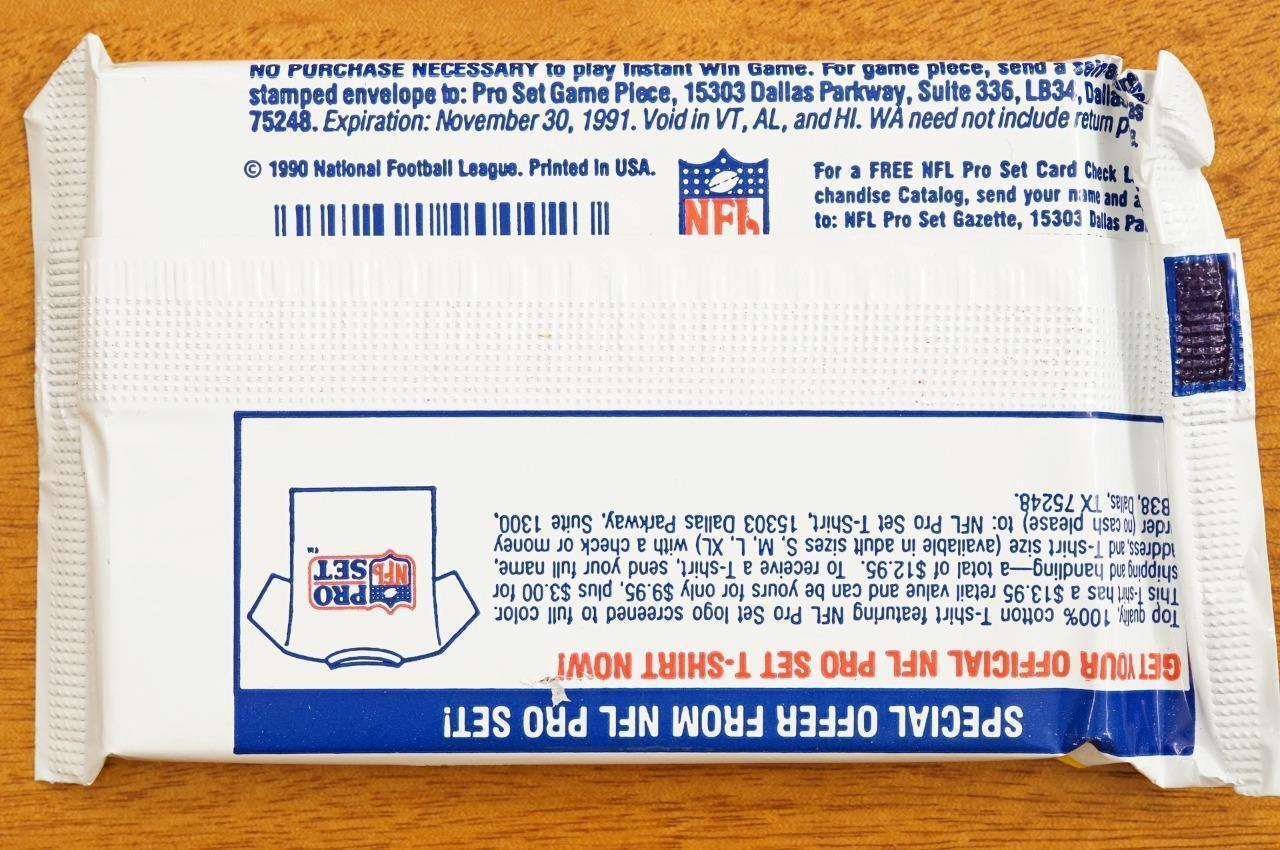 NO PURCHASE NECESSARY to play Instant Win Game. For game piece, send a
stamped envelope to: Pro Set Game Piece, 15303 Dallas Parkway, Suite 336, LB34, Dallas
75248. Expiration: November 30, 1991. Void in VT, AL, and HI. WA need not include return
© 1990 National Football League. Printed in USA.
NFL
For a FREE NFL Pro Set Card Check
chandise Catalog, send your name and
to: NFL Pro Set Gazette, 15303 Dallas Pa
SPECIAL OFFER FROM NFL PRO SET!
GET YOUR OFFICIAL NFL PRO SET T-SHIRT NOW!
Top quality, 100% cotton T-shirt featuring NFL Pro Set logo screened to full color.
This T-shirt has a $13.95 retail value and can be yours for only $9.95, plus $3.00 for
shipping and handling—a total of $12.95. To receive a T-shirt, send your full name,
address, and T-shirt size (available in adult sizes S, M, L, XL) with a check or money
rder (no cash please) to: NFL Pro Set T-Shirt, 15303 Dallas Parkway, Suite 1300,
B38, Dallas, TX 75248.
NFL
PRO
SET
™